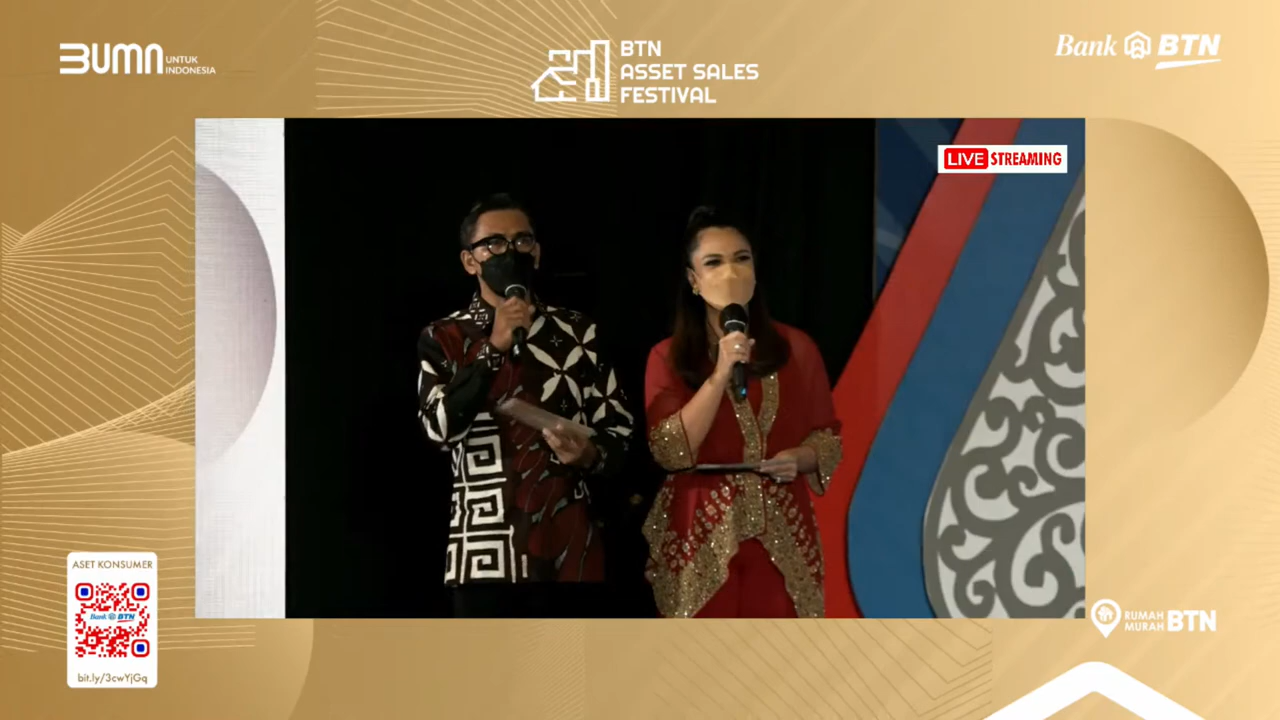 BUMN
UNTUK
INDONESIA
BTN
ASSET SALES
FESTIVAL
Bank BTN
LIVE STREAMING
ASET KONSUMER
Bank BTN
bit.ly/3cwYjGq
RUMAH
MURAH BTN